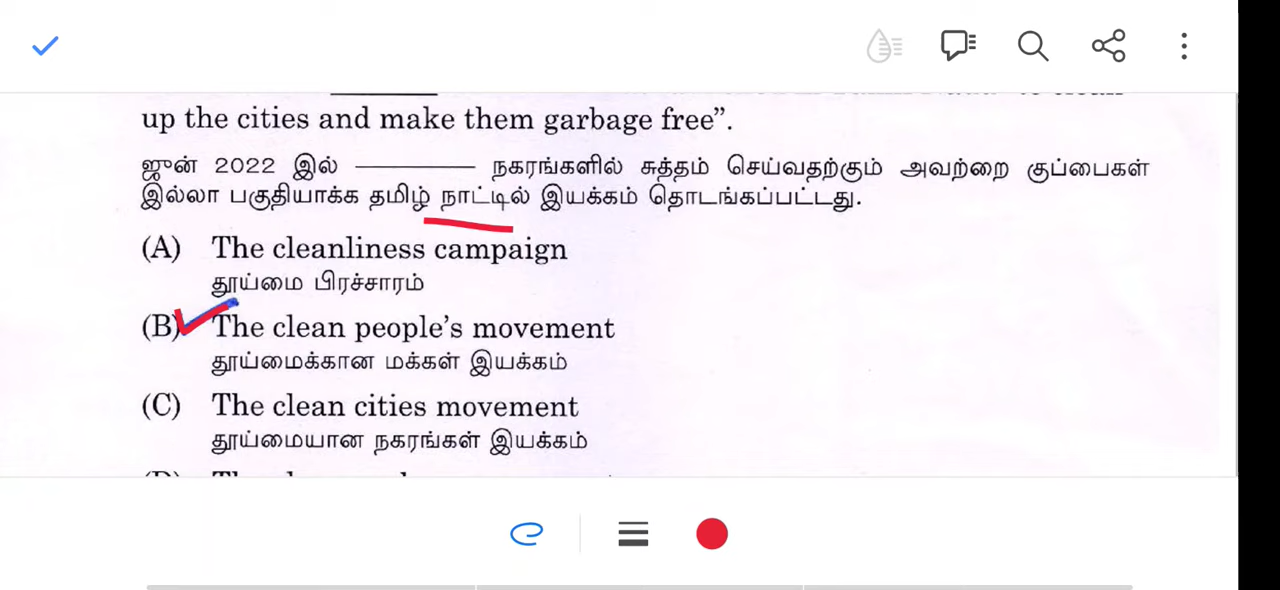 up the cities and make them garbage free”.
ஜுன் 2022 இல் ———— நகரங்களில் சுத்தம் செய்வதற்கும் அவற்றை குப்பைகள்
இல்லா பகுதியாக்க தமிழ் நாட்டில் இயக்கம் தொடங்கப்பட்டது.
(A) The cleanliness campaign
தூய்மை பிரச்சாரம்
(B) The clean people’s movement
தூய்மைக்கான மக்கள் இயக்கம்
(C) The clean cities movement
தூய்மையான நகரங்கள் இயக்கம்